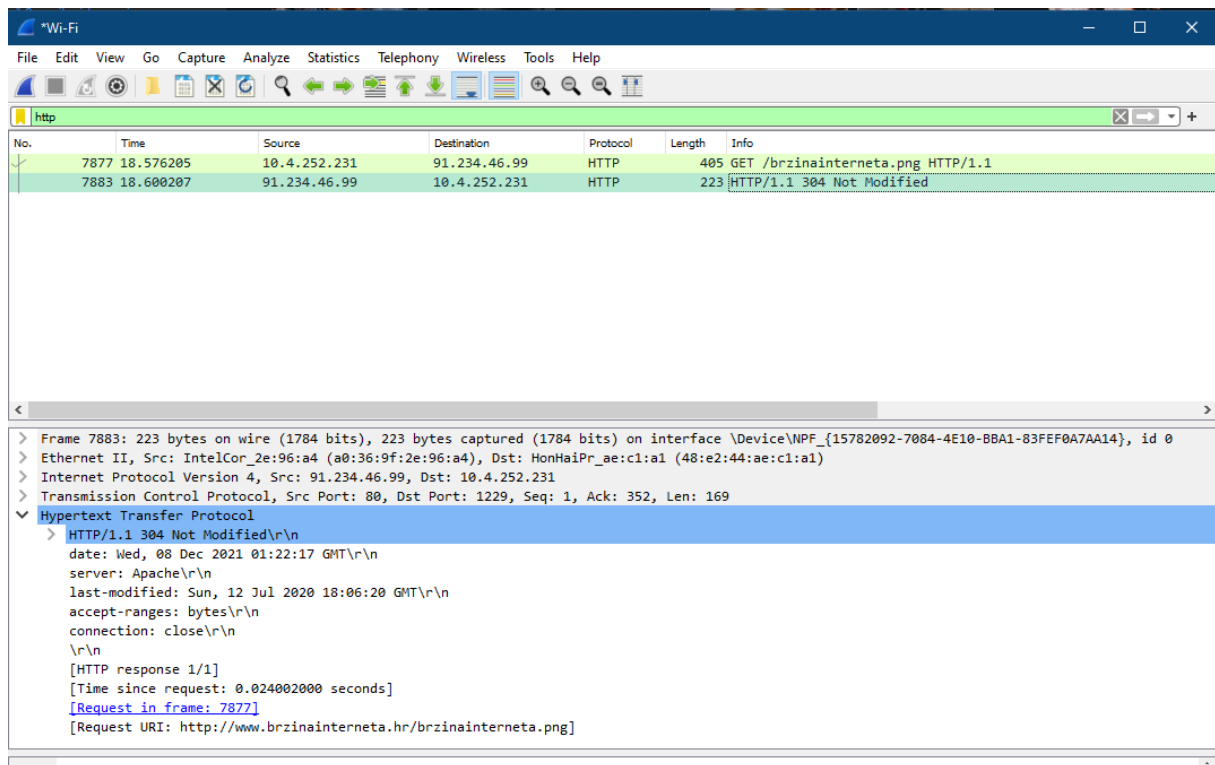 *Wi-Fi
File Edit View Go Capture Analyze Statistics Telephony Wireless Tools Help
http
No. Time Source Destination Protocol Length Info
7877 18.576205 10.4.252.231 91.234.46.99 HTTP 405 GET /brzinainterneta.png HTTP/1.1
7883 18.600207 91.234.46.99 10.4.252.231 HTTP 223 HTTP/1.1 304 Not Modified
Frame 7883: 223 bytes on wire (1784 bits), 223 bytes captured (1784 bits) on interface \Device\NPF_{15782092-7084-4E10-BBA1-83FEF0A7AA14}, id 0
Ethernet II, Src: IntelCor_2e:96:a4 (a0:36:9f:2e:96:a4), Dst: HonHaiPr_ae:c1:a1 (48:e2:44:ae:c1:a1)
Internet Protocol Version 4, Src: 91.234.46.99, Dst: 10.4.252.231
Transmission Control Protocol, Src Port: 80, Dst Port: 1229, Seq: 1, Ack: 352, Len: 169
Hypertext Transfer Protocol
HTTP/1.1 304 Not Modified\r\n
date: Wed, 08 Dec 2021 01:22:17 GMT\r\n
server: Apache\r\n
last-modified: Sun, 12 Jul 2020 18:06:20 GMT\r\n
accept-ranges: bytes\r\n
connection: close\r\n
\r\n
[HTTP response 1/1]
[Time since request: 0.024002000 seconds]
[Request in frame: 7877]
[Request URI: http://www.brzinainterneta.hr/brzinainterneta.png]